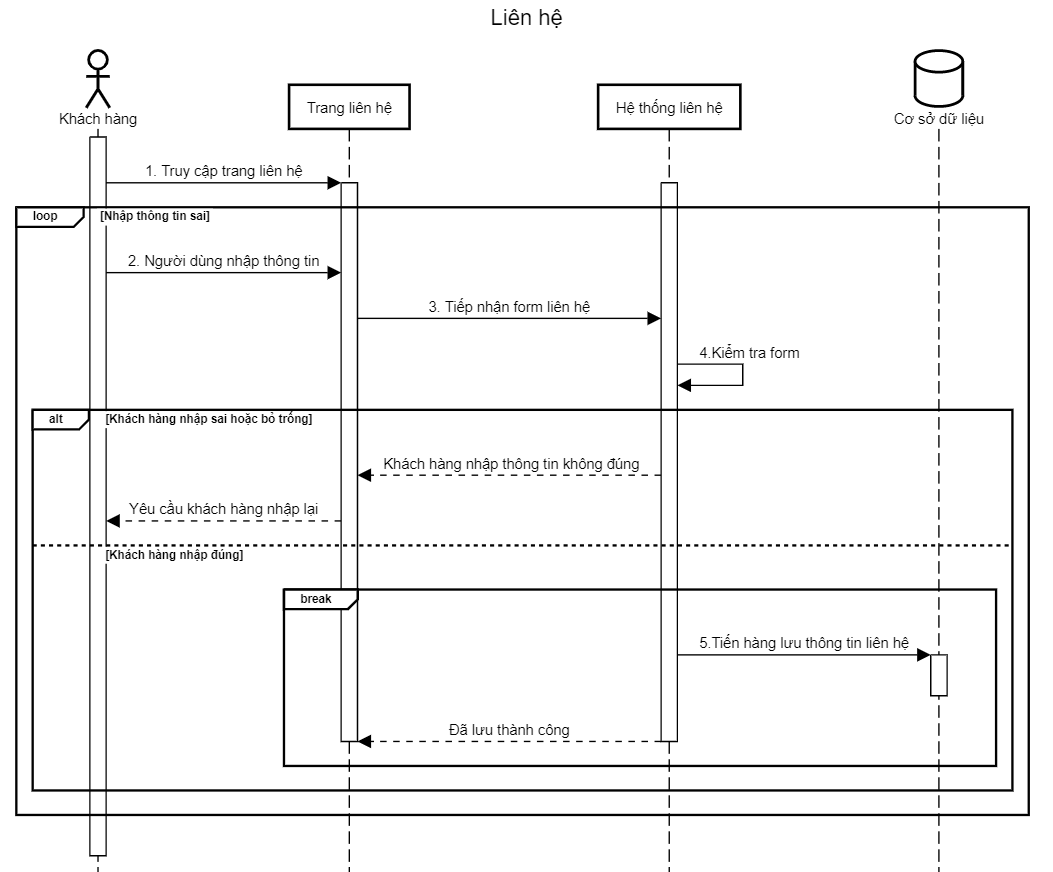 Liên hệ
Khách hàng
Trang liên hệ
Hệ thống liên hệ
Cơ sở dữ liệu
1. Truy cập trang liên hệ
loop
[Nhập thông tin sai]
2. Người dùng nhập thông tin
3. Tiếp nhận form liên hệ
4.Kiểm tra form
alt
[Khách hàng nhập sai hoặc bỏ trống]
Khách hàng nhập thông tin không đúng
Yêu cầu khách hàng nhập lại
[Khách hàng nhập đúng]
break
5.Tiến hàng lưu thông tin liên hệ
Đã lưu thành công